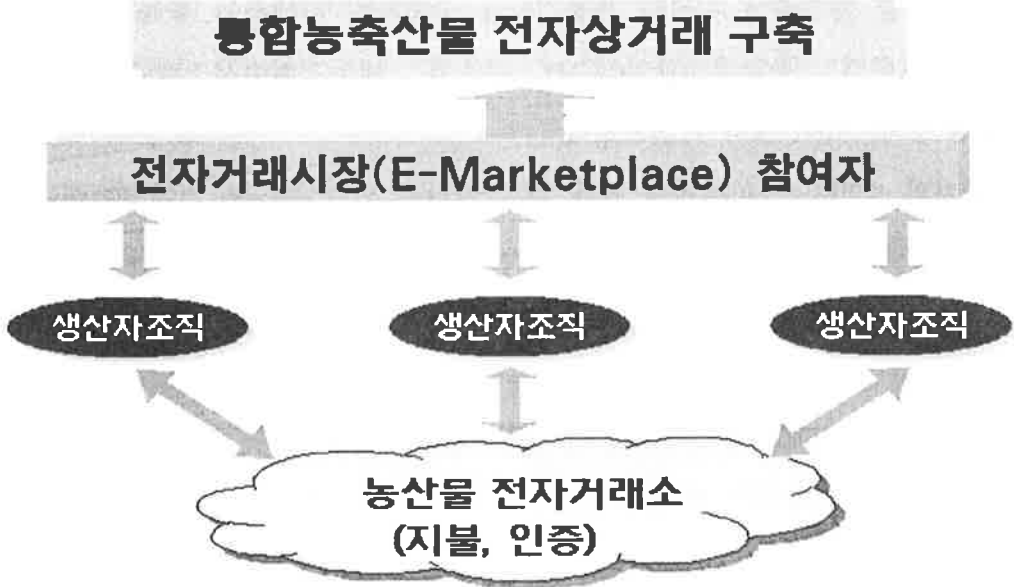 통합농축산물 전자상거래 구축
전자거래시장(E-Marketplace) 참여자
생산자조직 생산자조직 생산자조직
농산물 전자거래소
(지불, 인증)